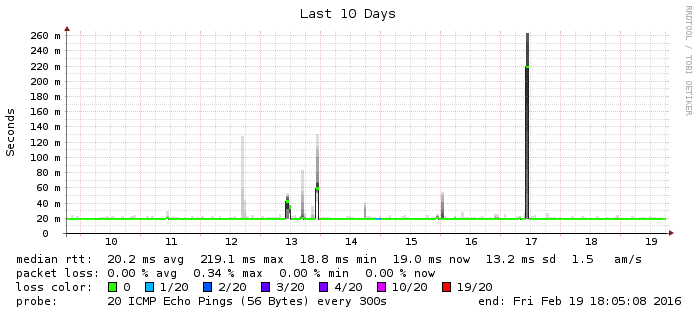 Last 10 Days
RRDTOOL / TOBI OETIKER
Seconds
260 m
240 m
220 m
200 m
180 m
160 m
140 m
120 m
100 m
80 m
60 m
40 m
20 m
0
10 11 12 13 14 15 16 17 18 19
median rtt: 20.2 ms avg 219.1 ms max 18.8 ms min 19.0 ms now 13.2 ms sd 1.5 am/s
packet loss: 0.00 % avg 0.34 % max 0.00 % min 0.00 % now
loss color: 0 1/20 2/20 3/20 4/20 10/20 19/20
probe: 20 ICMP Echo Pings (56 Bytes) every 300s end: Fri Feb 19 18:05:08 2016